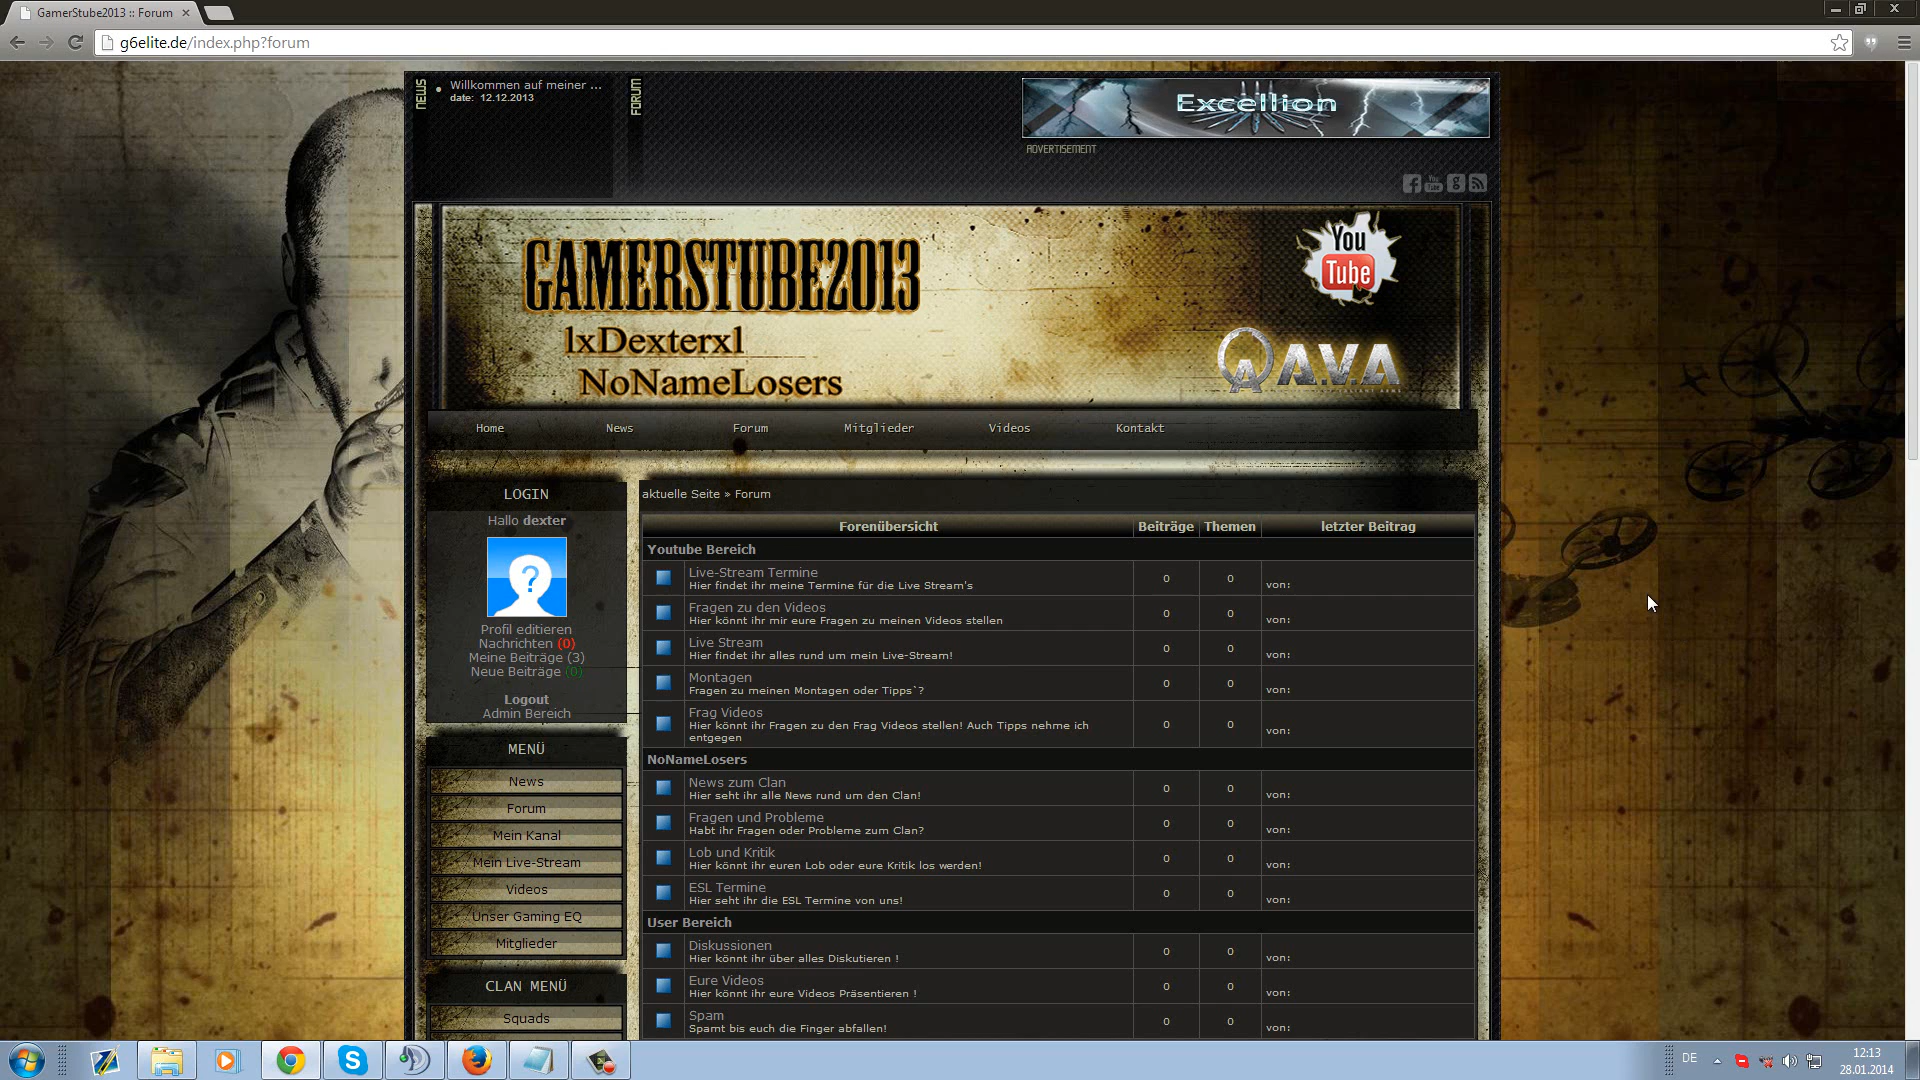 GamerStube2013 :: Forum
g6elite.de/index.php?forum
NEWS
Willkommen auf meiner ...
date: 12.12.2013
FORUM
Excellion
ADVERTISEMENT
GAMERSTUBE2013
lxDexterxl
NoNameLosers
You
Tube
A.V.A
Home News Forum Mitglieder Videos Kontakt
LOGIN
Hallo dexter
Profil editieren
Nachrichten (0)
Meine Beiträge (3)
Neue Beiträge (0)
Logout
Admin Bereich
MENÜ
News
Forum
Mein Kanal
Mein Live-Stream
Videos
Unser Gaming EQ
Mitglieder
CLAN MENÜ
Squads
aktuelle Seite » Forum
Forenübersicht Beiträge Themen letzter Beitrag
Youtube Bereich
Live-Stream Termine
Hier findet ihr meine Termine für die Live Stream's
0 0 von:
Fragen zu den Videos
Hier könnt ihr mir eure Fragen zu meinen Videos stellen
0 0 von:
Live Stream
Hier findet ihr alles rund um mein Live-Stream!
0 0 von:
Montagen
Fragen zu meinen Montagen oder Tipps`?
0 0 von:
Frag Videos
Hier könnt ihr Fragen zu den Frag Videos stellen! Auch Tipps nehme ich
entgegen
0 0 von:
NoNameLosers
News zum Clan
Hier seht ihr alle News rund um den Clan!
0 0 von:
Fragen und Probleme
Habt ihr Fragen oder Probleme zum Clan?
0 0 von:
Lob und Kritik
Hier könnt ihr euren Lob oder eure Kritik los werden!
0 0 von:
ESL Termine
Hier seht ihr die ESL Termine von uns!
0 0 von:
User Bereich
Diskussionen
Hier könnt ihr über alles Diskutieren !
0 0 von:
Eure Videos
Hier könnt ihr eure Videos Präsentieren !
0 0 von:
Spam
Spamt bis euch die Finger abfallen!
0 0 von:
DE
12:13
28.01.2014